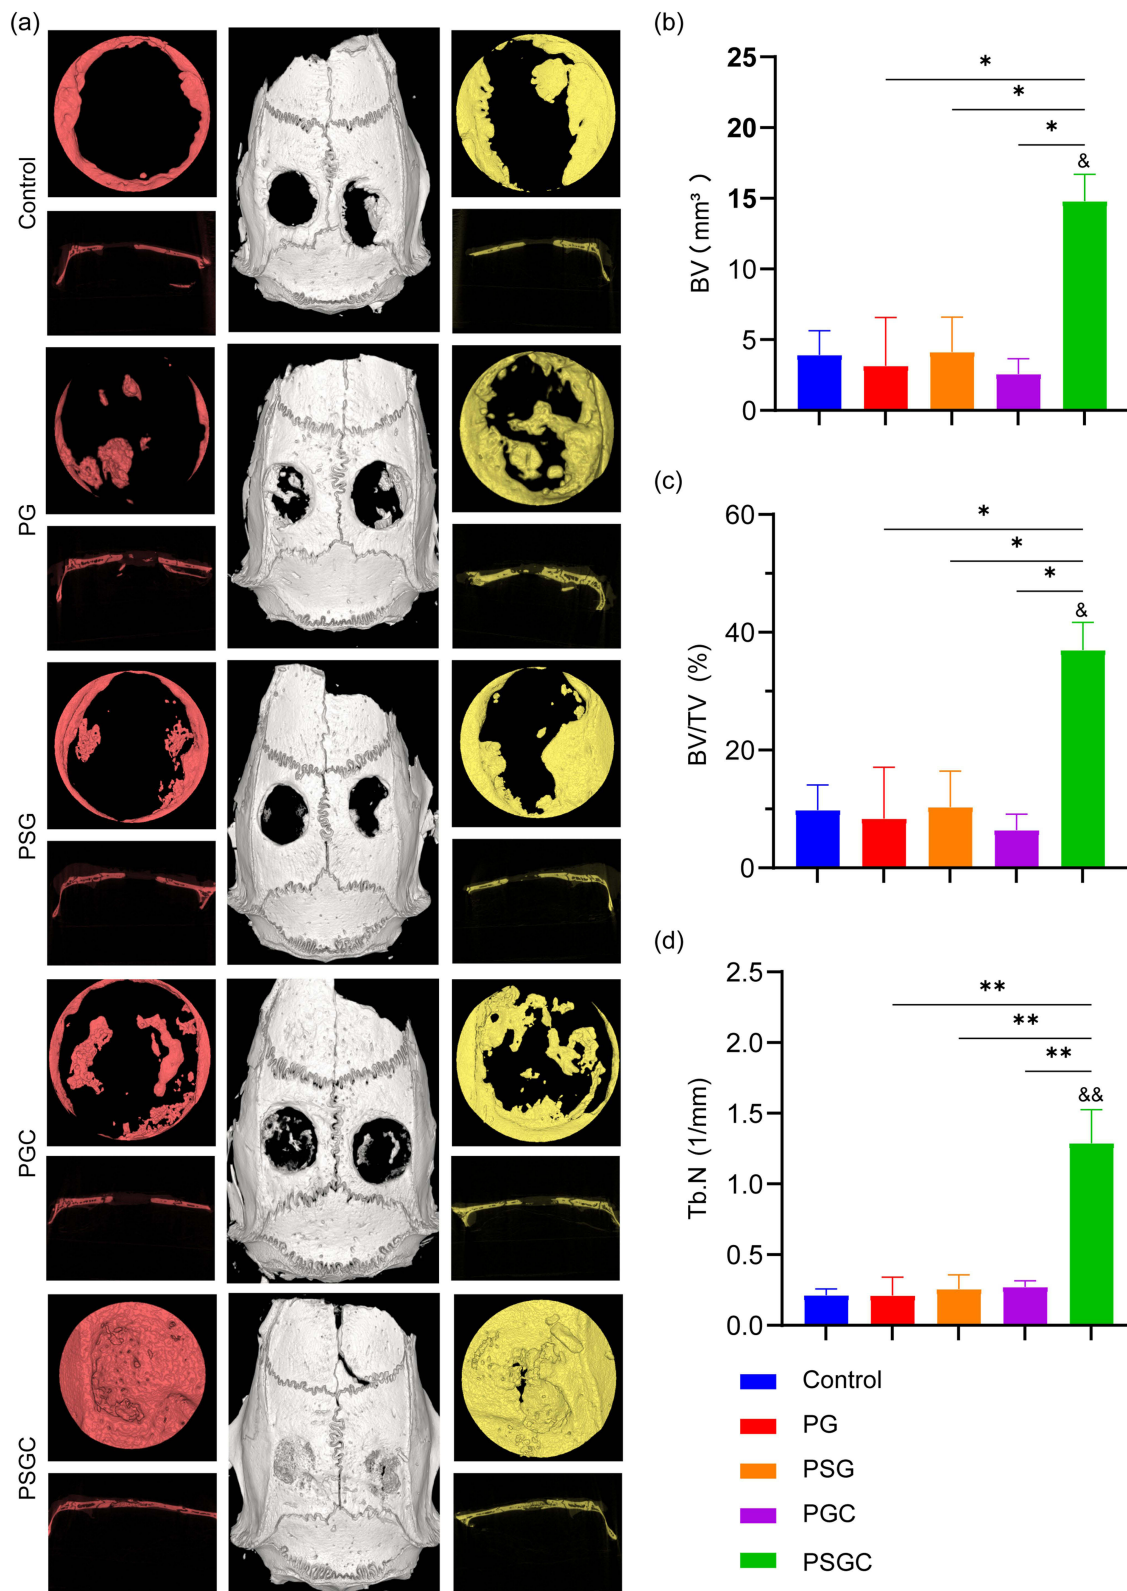 (a)
Control
PG
PSG
PGC
PSGC
(b)
BV (mm³)
25
20
15
10
5
0
*
*
*
&
(c)
BV/TV (%)
60
40
20
0
*
*
*
&
(d)
Tb.N (1/mm)
2.5
2.0
1.5
1.0
0.5
0.0
**
**
**
&&
Control
PG
PSG
PGC
PSGC